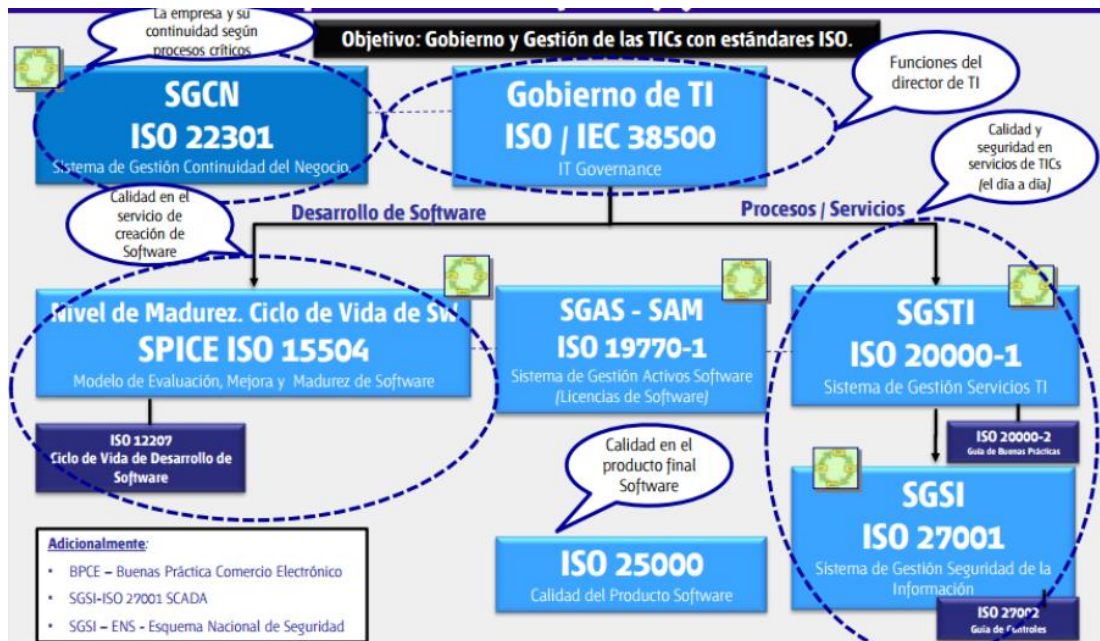 La empresa y su
continuidad según
procesos críticos
Objetivo: Gobierno y Gestión de las TICs con estándares ISO.
Funciones del
director de TI
SGCN
ISO 22301
Sistema de Gestión Continuidad del Negocio
Gobierno de TI
ISO / IEC 38500
IT Governance
Calidad y
seguridad en
servicios de TICs
(el día a día)
Calidad en el
servicio de
creación de
Software
Desarrollo de Software
Procesos / Servicios
Nivel de Madurez. Ciclo de Vida de SW
SPICE ISO 15504
Modelo de Evaluación, Mejora y Madurez de Software
SGAS - SAM
ISO 19770-1
Sistema de Gestión Activos Software
(Licencias de Software)
SGSTI
ISO 20000-1
Sistema de Gestión Servicios TI
ISO 12207
Ciclo de Vida de Desarrollo de
Software
ISO 20000-2
Guia de Buenas Prácticas
Calidad en el
producto final
Software
SGSI
ISO 27001
Sistema de Gestión Seguridad de la
Información
ISO 25000
Calidad del Producto Software
ISO 27002
Guia de Controles
Adicionalmente:
• BPCE – Buenas Práctica Comercio Electrónico
• SGSI-ISO 27001 SCADA
• SGSI – ENS - Esquema Nacional de Seguridad